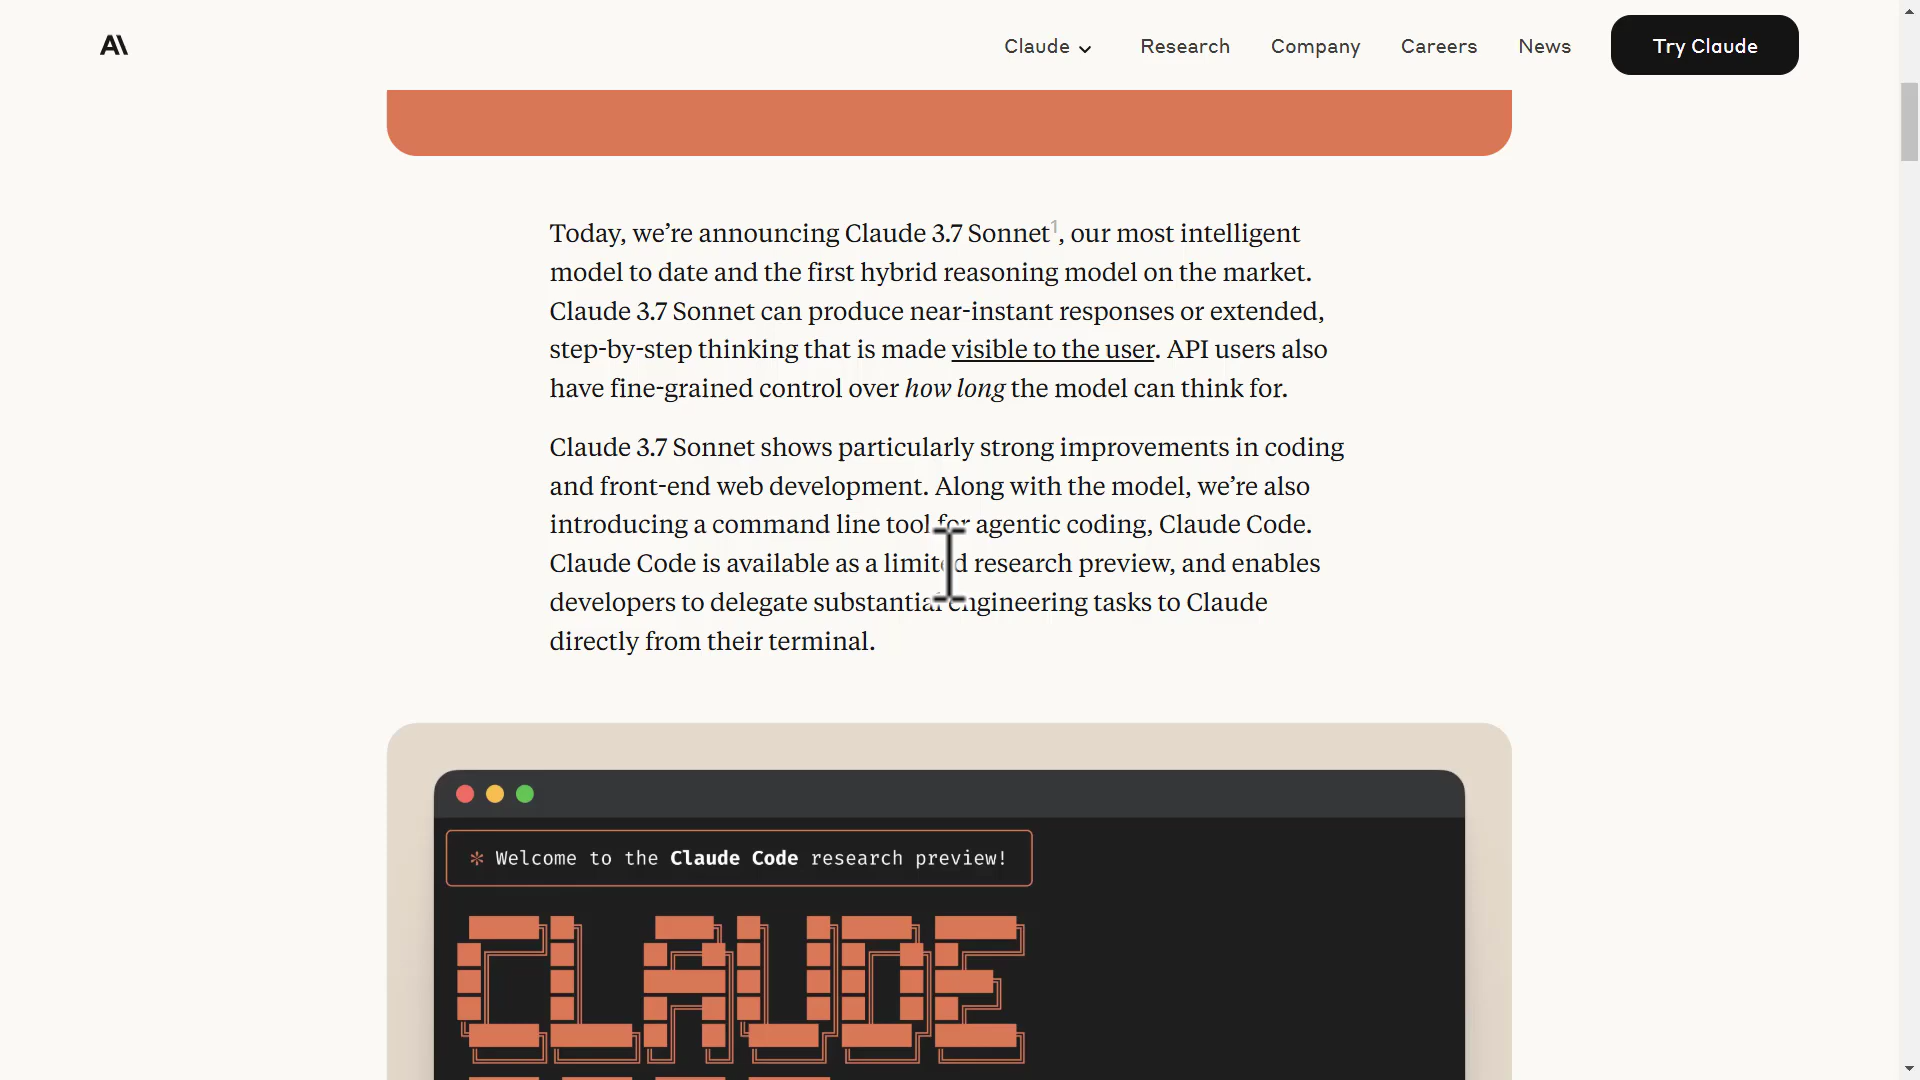 A\
Claude
Research
Company
Careers
News
Try Claude
Today, we’re announcing Claude 3.7 Sonnet¹, our most intelligent
model to date and the first hybrid reasoning model on the market.
Claude 3.7 Sonnet can produce near-instant responses or extended,
step-by-step thinking that is made visible to the user. API users also
have fine-grained control over how long the model can think for.
Claude 3.7 Sonnet shows particularly strong improvements in coding
and front-end web development. Along with the model, we’re also
introducing a command line tool for agentic coding, Claude Code.
Claude Code is available as a limited research preview, and enables
developers to delegate substantial engineering tasks to Claude
directly from their terminal.
✻ Welcome to the Claude Code research preview!
CLAUDE